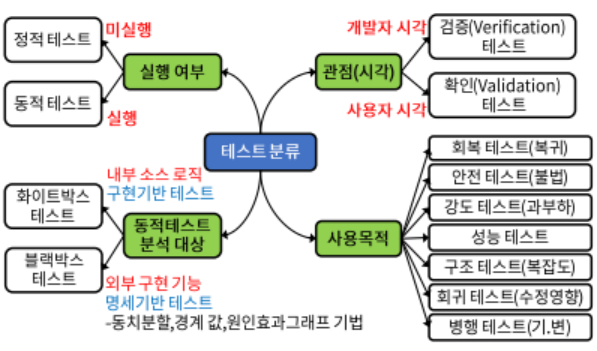 정적 테스트
미실행
동적 테스트
실행
실행 여부
개발자 시각
검증(Verification)
테스트
관점(시각)
확인(Validation)
테스트
사용자 시각
테스트 분류
내부 소스 로직
구현기반 테스트
화이트박스
테스트
동적테스트
분석 대상
블랙박스
테스트
외부 구현 기능
명세기반 테스트
-동치분할,경계 값,원인효과그래프 기법
사용목적
회복 테스트(복귀)
안전 테스트(불법)
강도 테스트(과부하)
성능 테스트
구조 테스트(복잡도)
회귀 테스트(수정영향)
병행 테스트(기.변)